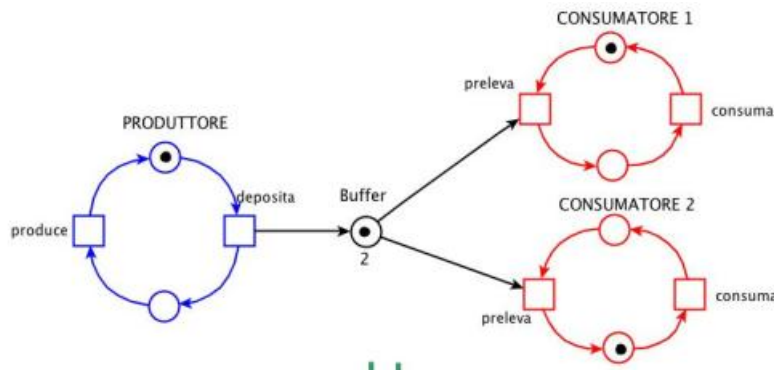 CONSUMATORE 1
preleva
consuma
PRODUTTORE
deposita
Buffer
produce
2
CONSUMATORE 2
consuma
preleva